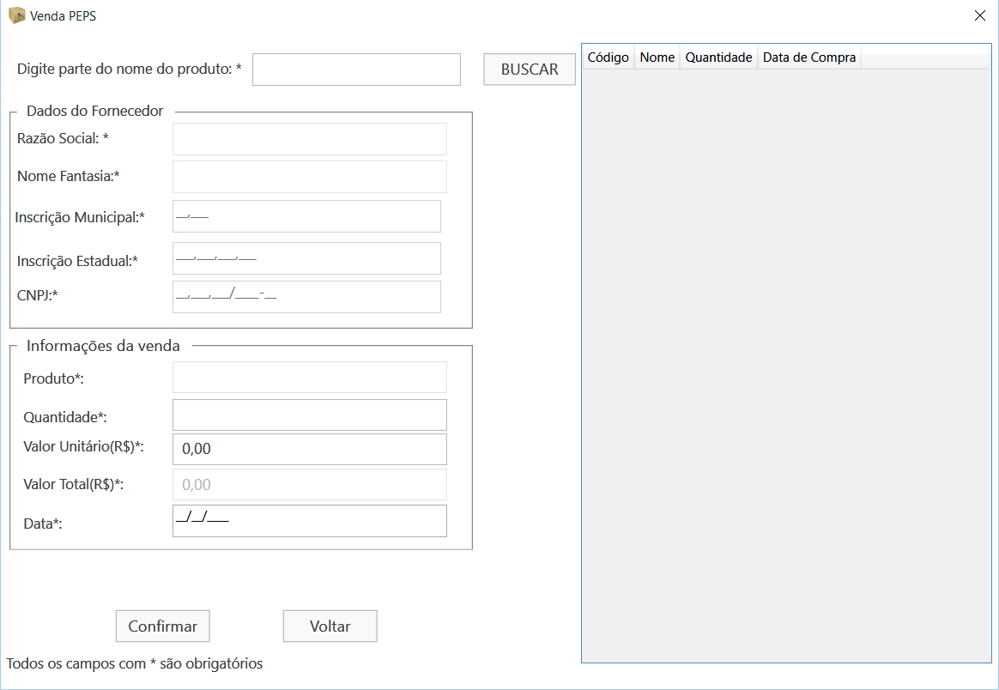 Venda PEPS
Digite parte do nome do produto: *
BUSCAR
Dados do Fornecedor
Razão Social: *
Nome Fantasia:*
Inscrição Municipal:* __,___
Inscrição Estadual:* ___,___,___,___
CNPJ:* __,___,___/____-__
Informações da venda
Produto*:
Quantidade*:
Valor Unitário(R$)*: 0,00
Valor Total(R$)*: 0,00
Data*: __/__/____
Confirmar Voltar
Todos os campos com * são obrigatórios
Código Nome Quantidade Data de Compra